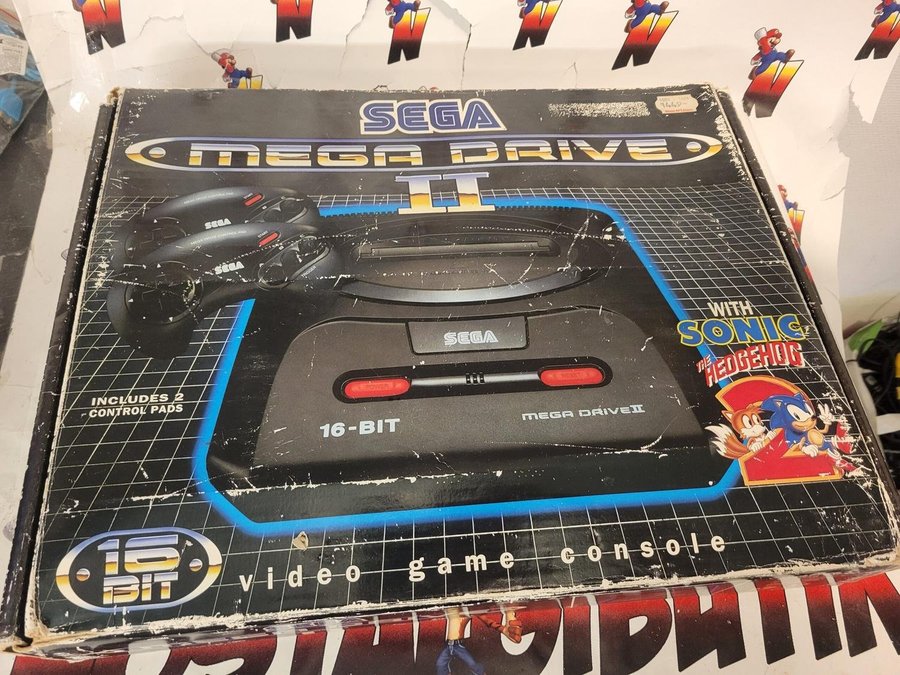 N N N N N N
SEGA
MEGA DRIVE
II
SEGA
SEGA
SEGA
16-BIT
MEGA DRIVE II
WITH
SONIC
THE
HEDGEHOG
2
INCLUDES 2
CONTROL PADS
16
BIT
video game console